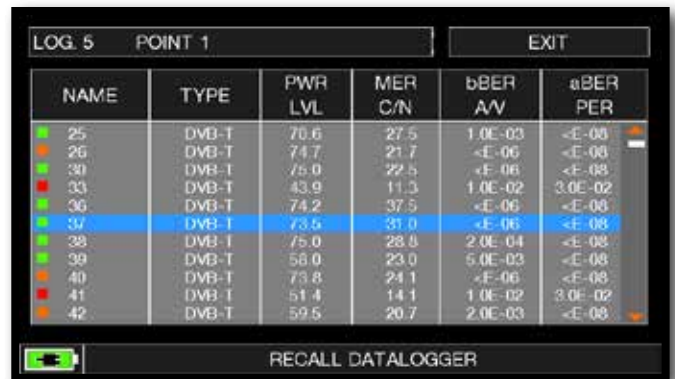 LOG. 5 POINT 1 EXIT
NAME TYPE PWR LVL MER C/N bBER A/V aBER PER
25 DVB-T 70.6 27.5 1.0E-03 <E-08
26 DVB-T 74.7 21.7 <E-06 <E-08
30 DVB-T 75.0 22.5 <E-06 <E-08
33 DVB-T 43.9 11.3 1.0E-02 3.0E-02
36 DVB-T 74.2 37.5 <E-06 <E-08
37 DVB-T 73.5 31.0 <E-06 <E-08
38 DVB-T 75.0 28.8 2.0E-04 <E-08
39 DVB-T 58.0 23.0 5.0E-03 <E-08
40 DVB-T 73.8 24.1 <E-06 <E-08
41 DVB-T 51.4 14.1 1.0E-02 3.0E-02
42 DVB-T 59.5 20.7 2.0E-03 <E-08
RECALL DATALOGGER